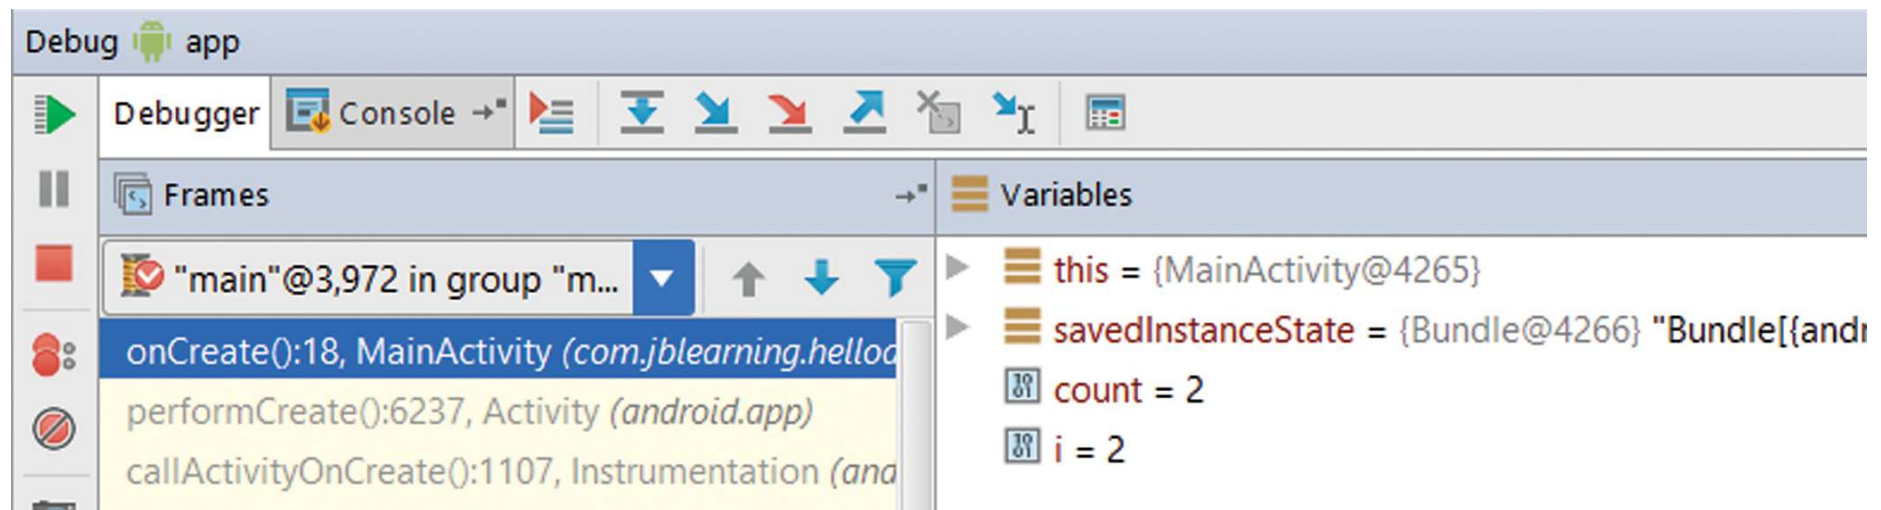 Debug app
Debugger Console
Frames
Variables
"main"@3,972 in group "m...
onCreate():18, MainActivity (com.jblearning.helloa
performCreate():6237, Activity (android.app)
callActivityOnCreate():1107, Instrumentation (and
this = {MainActivity@4265}
savedInstanceState = {Bundle@4266} "Bundle[{andr
count = 2
i = 2